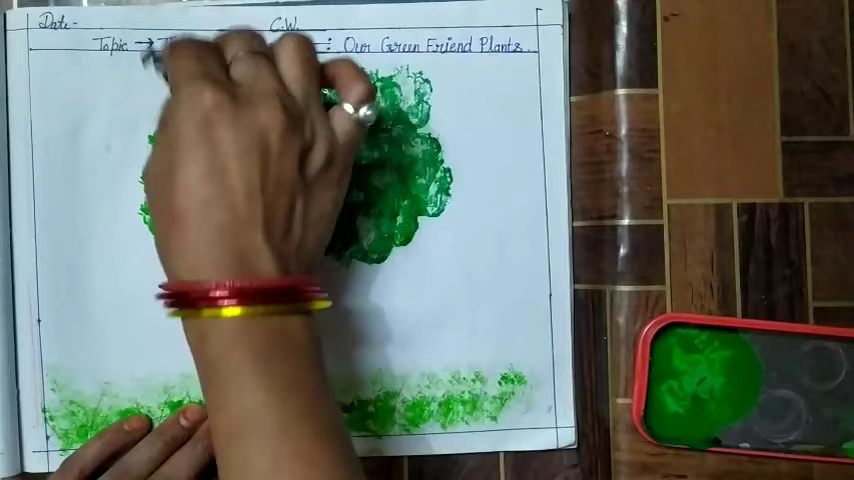 Date-
C.W
Topic → : Our Green Friend Plants.